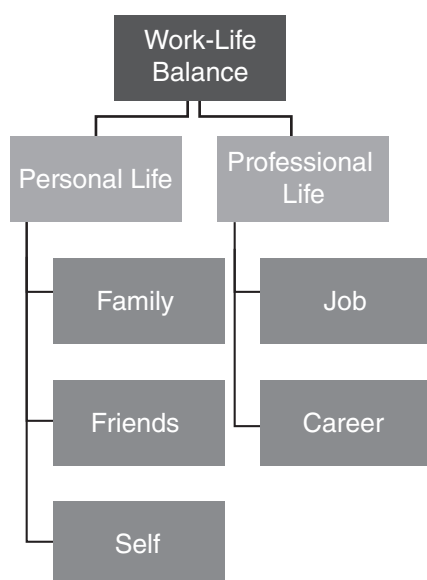 Work-Life
Balance
Personal Life
Professional
Life
Family
Friends
Self
Job
Career